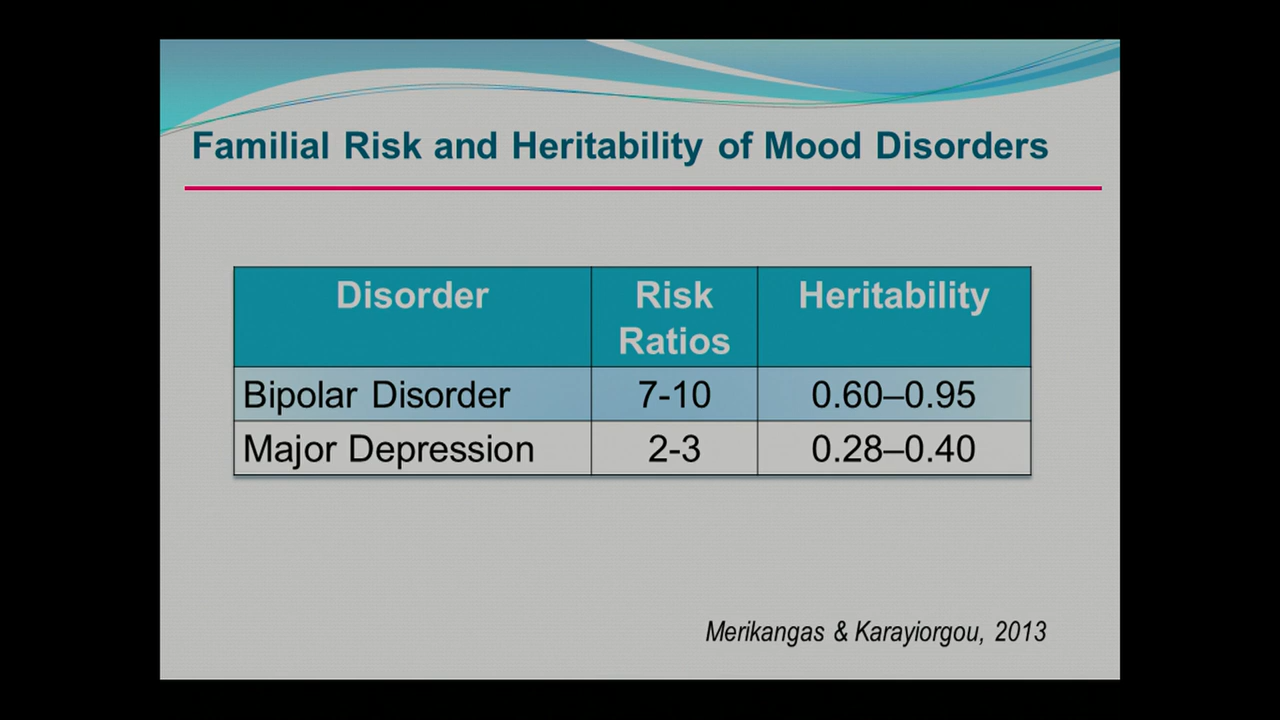 Familial Risk and Heritability of Mood Disorders
Disorder Risk Ratios Heritability
Bipolar Disorder 7-10 0.60–0.95
Major Depression 2-3 0.28–0.40
Merikangas & Karayiorgou, 2013